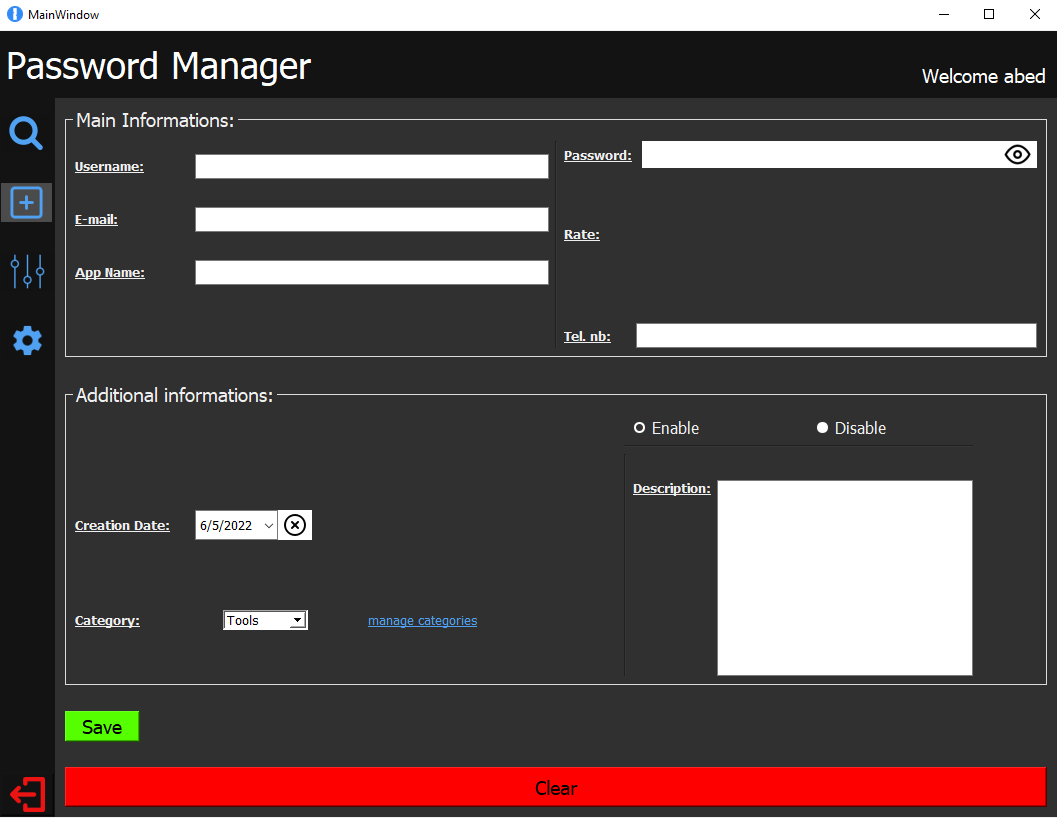 MainWindow
Password Manager
Welcome abed
Main Informations:
Username:
E-mail:
App Name:
Password:
Rate:
Tel. nb:
Additional informations:
Enable
Disable
Description:
Creation Date:
6/5/2022
Category:
Tools
manage categories
Save
Clear